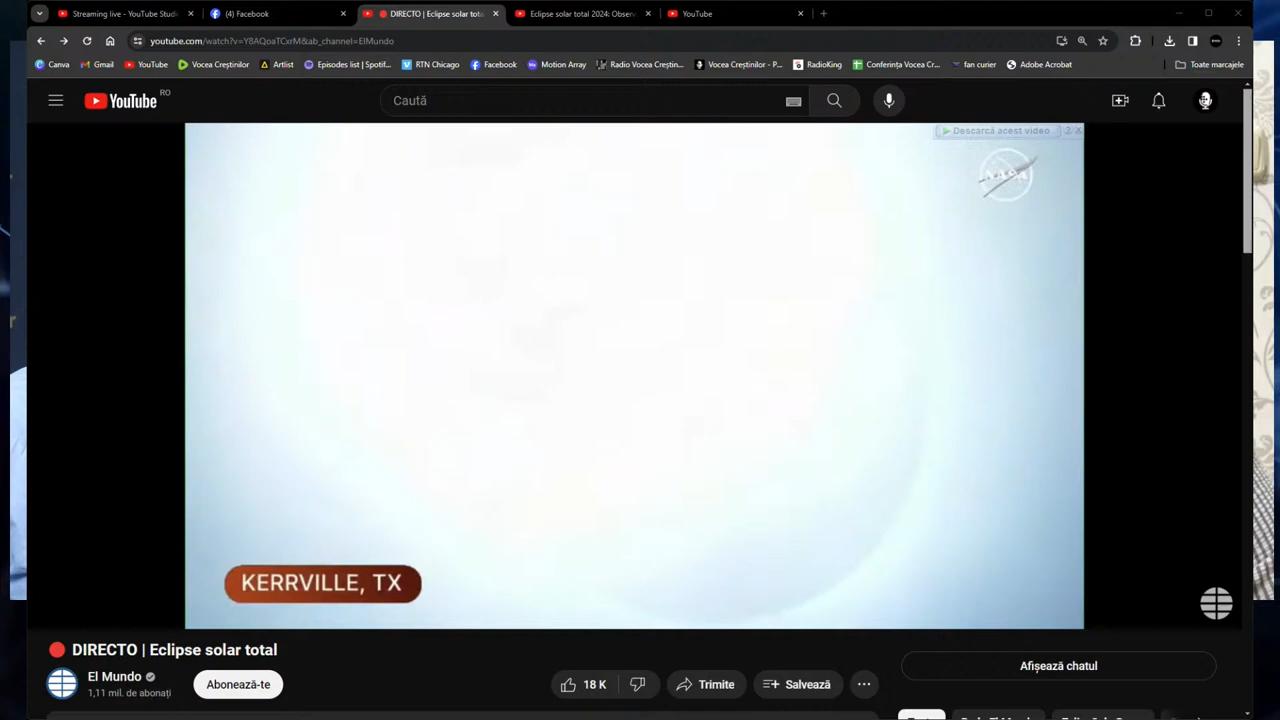 Streaming live - YouTube Studi
(4) Facebook
DIRECTO | Eclipse solar tota
Eclipse solar total 2024: Observ
YouTube
youtube.com/watch?v=Y8AQoaTCxrM&ab_channel=ElMundo
Canva
Gmail
YouTube
Vocea Creștinilor
Artlist
Episodes list | Spotif...
RTN Chicago
Facebook
Motion Array
Radio Vocea Creștin...
Vocea Creștinilor - P...
RadioKing
Conferința Vocea Cr...
fan curier
Adobe Acrobat
Toate marcajele
YouTube RO
Caută
Descarcă acest video ? X
NASA
KERRVILLE, TX
DIRECTO | Eclipse solar total
El Mundo
1,11 mil. de abonați
Abonează-te
18 K
Trimite
Salvează
Afișează chatul